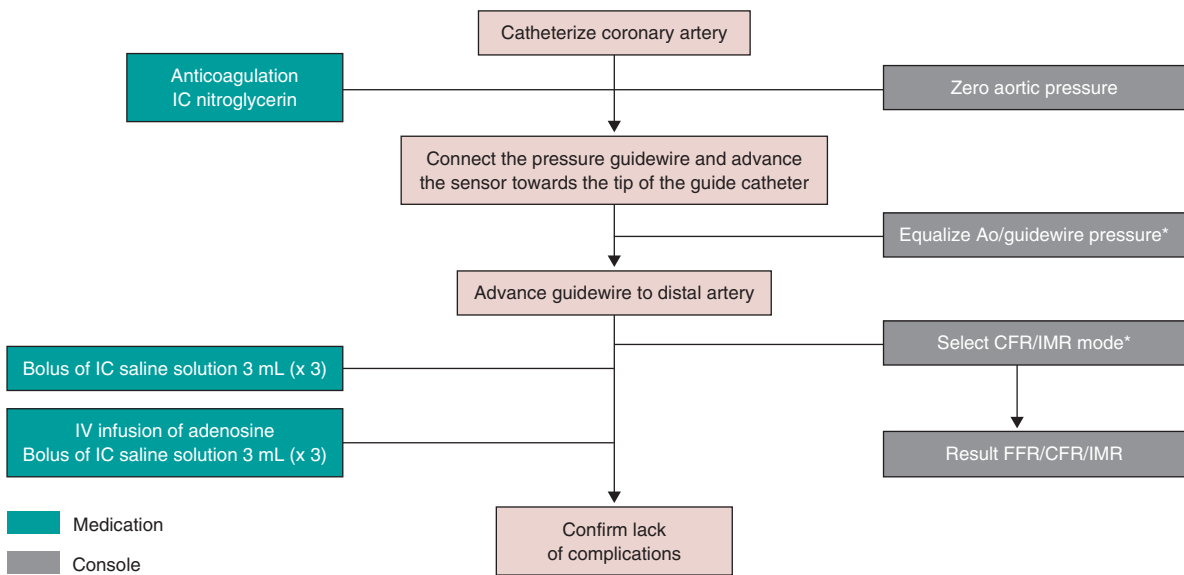 Catheterize coronary artery
Anticoagulation
IC nitroglycerin
Zero aortic pressure
Connect the pressure guidewire and advance
the sensor towards the tip of the guide catheter
Equalize Ao/guidewire pressure*
Advance guidewire to distal artery
Select CFR/IMR mode*
Bolus of IC saline solution 3 mL (x 3)
IV infusion of adenosine
Bolus of IC saline solution 3 mL (x 3)
Result FFR/CFR/IMR
Confirm lack
of complications
Medication
Console